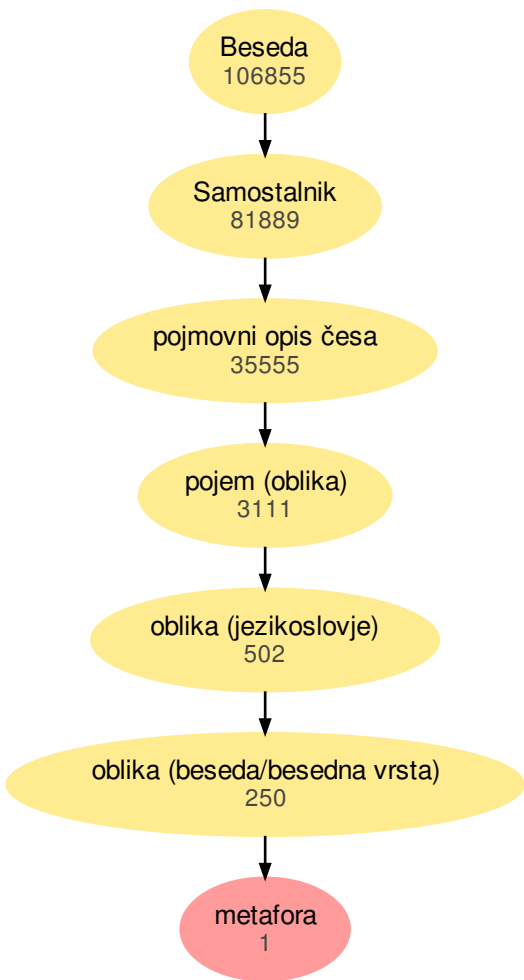 Beseda
106855
Samostalnik
81889
pojmovni opis česa
35555
pojem (oblika)
3111
oblika (jezikoslovje)
502
oblika (beseda/besedna vrsta)
250
metafora
1